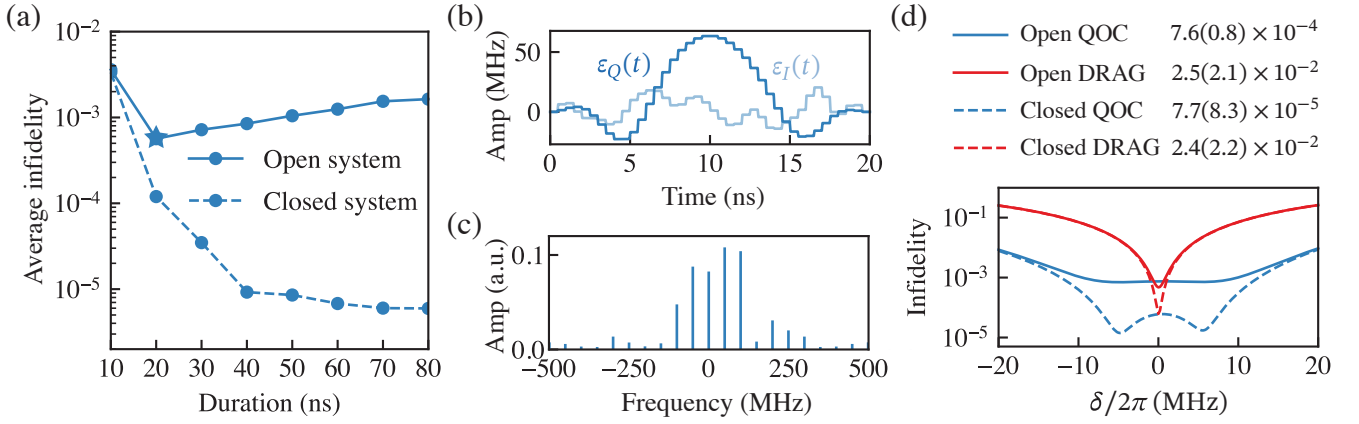 (a)
10⁻²
10⁻³
10⁻⁴
10⁻⁵
Average infidelity
Open system
Closed system
10 20 30 40 50 60 70 80
Duration (ns)
(b)
Amp (MHz)
50
0
ε_Q(t)
ε_I(t)
0 5 10 15 20
Time (ns)
(c)
Amp (a.u.)
0.1
0.0
−500 −250 0 250 500
Frequency (MHz)
(d)
Open QOC 7.6(0.8) × 10⁻⁴
Open DRAG 2.5(2.1) × 10⁻²
Closed QOC 7.7(8.3) × 10⁻⁵
Closed DRAG 2.4(2.2) × 10⁻²
Infidelity
10⁻¹
10⁻³
10⁻⁵
−20 −10 0 10 20
δ/2π (MHz)